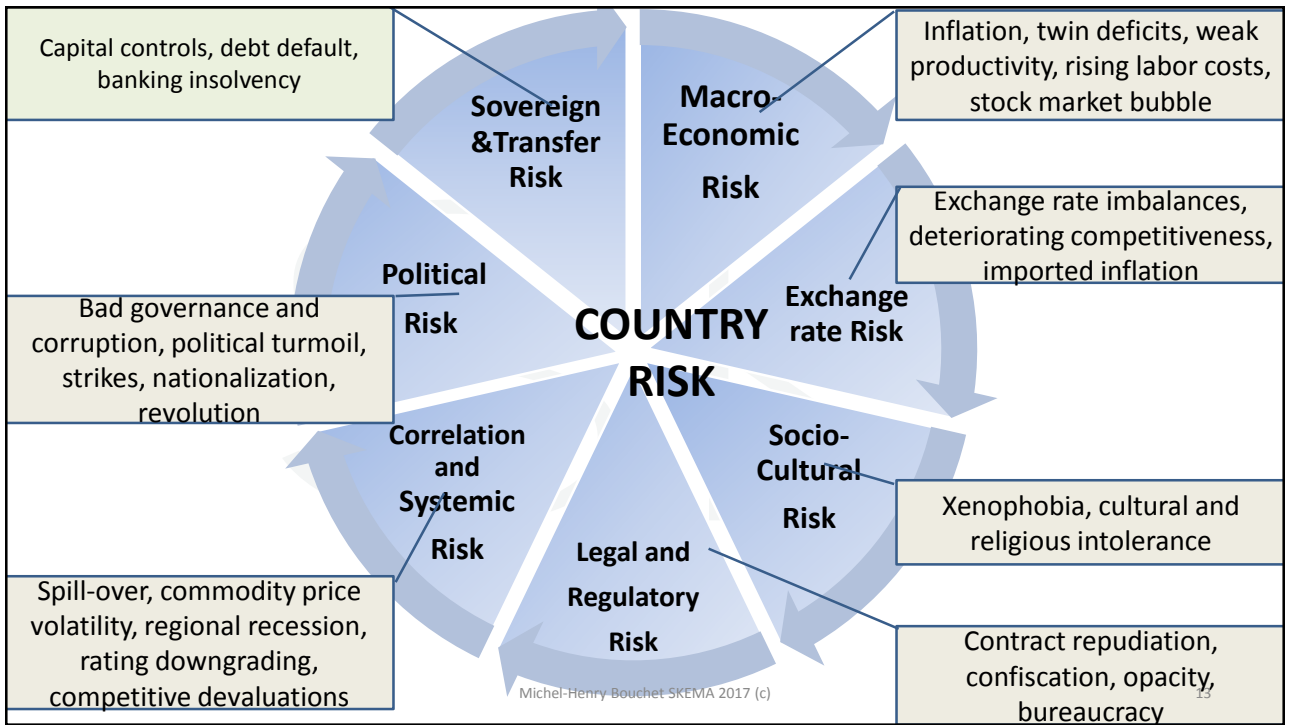 Capital controls, debt default,
banking insolvency
Sovereign
&Transfer
Risk
Macro-
Economic
Risk
Inflation, twin deficits, weak
productivity, rising labor costs,
stock market bubble
Exchange rate imbalances,
deteriorating competitiveness,
imported inflation
Exchange
rate Risk
Political
Risk
COUNTRY
RISK
Bad governance and
corruption, political turmoil,
strikes, nationalization,
revolution
Correlation
and
Systemic
Risk
Socio-
Cultural
Risk
Xenophobia, cultural and
religious intolerance
Legal and
Regulatory
Risk
Spill-over, commodity price
volatility, regional recession,
rating downgrading,
competitive devaluations
Contract repudiation,
confiscation, opacity,
bureaucracy
Michel-Henry Bouchet SKEMA 2017 (c)
13